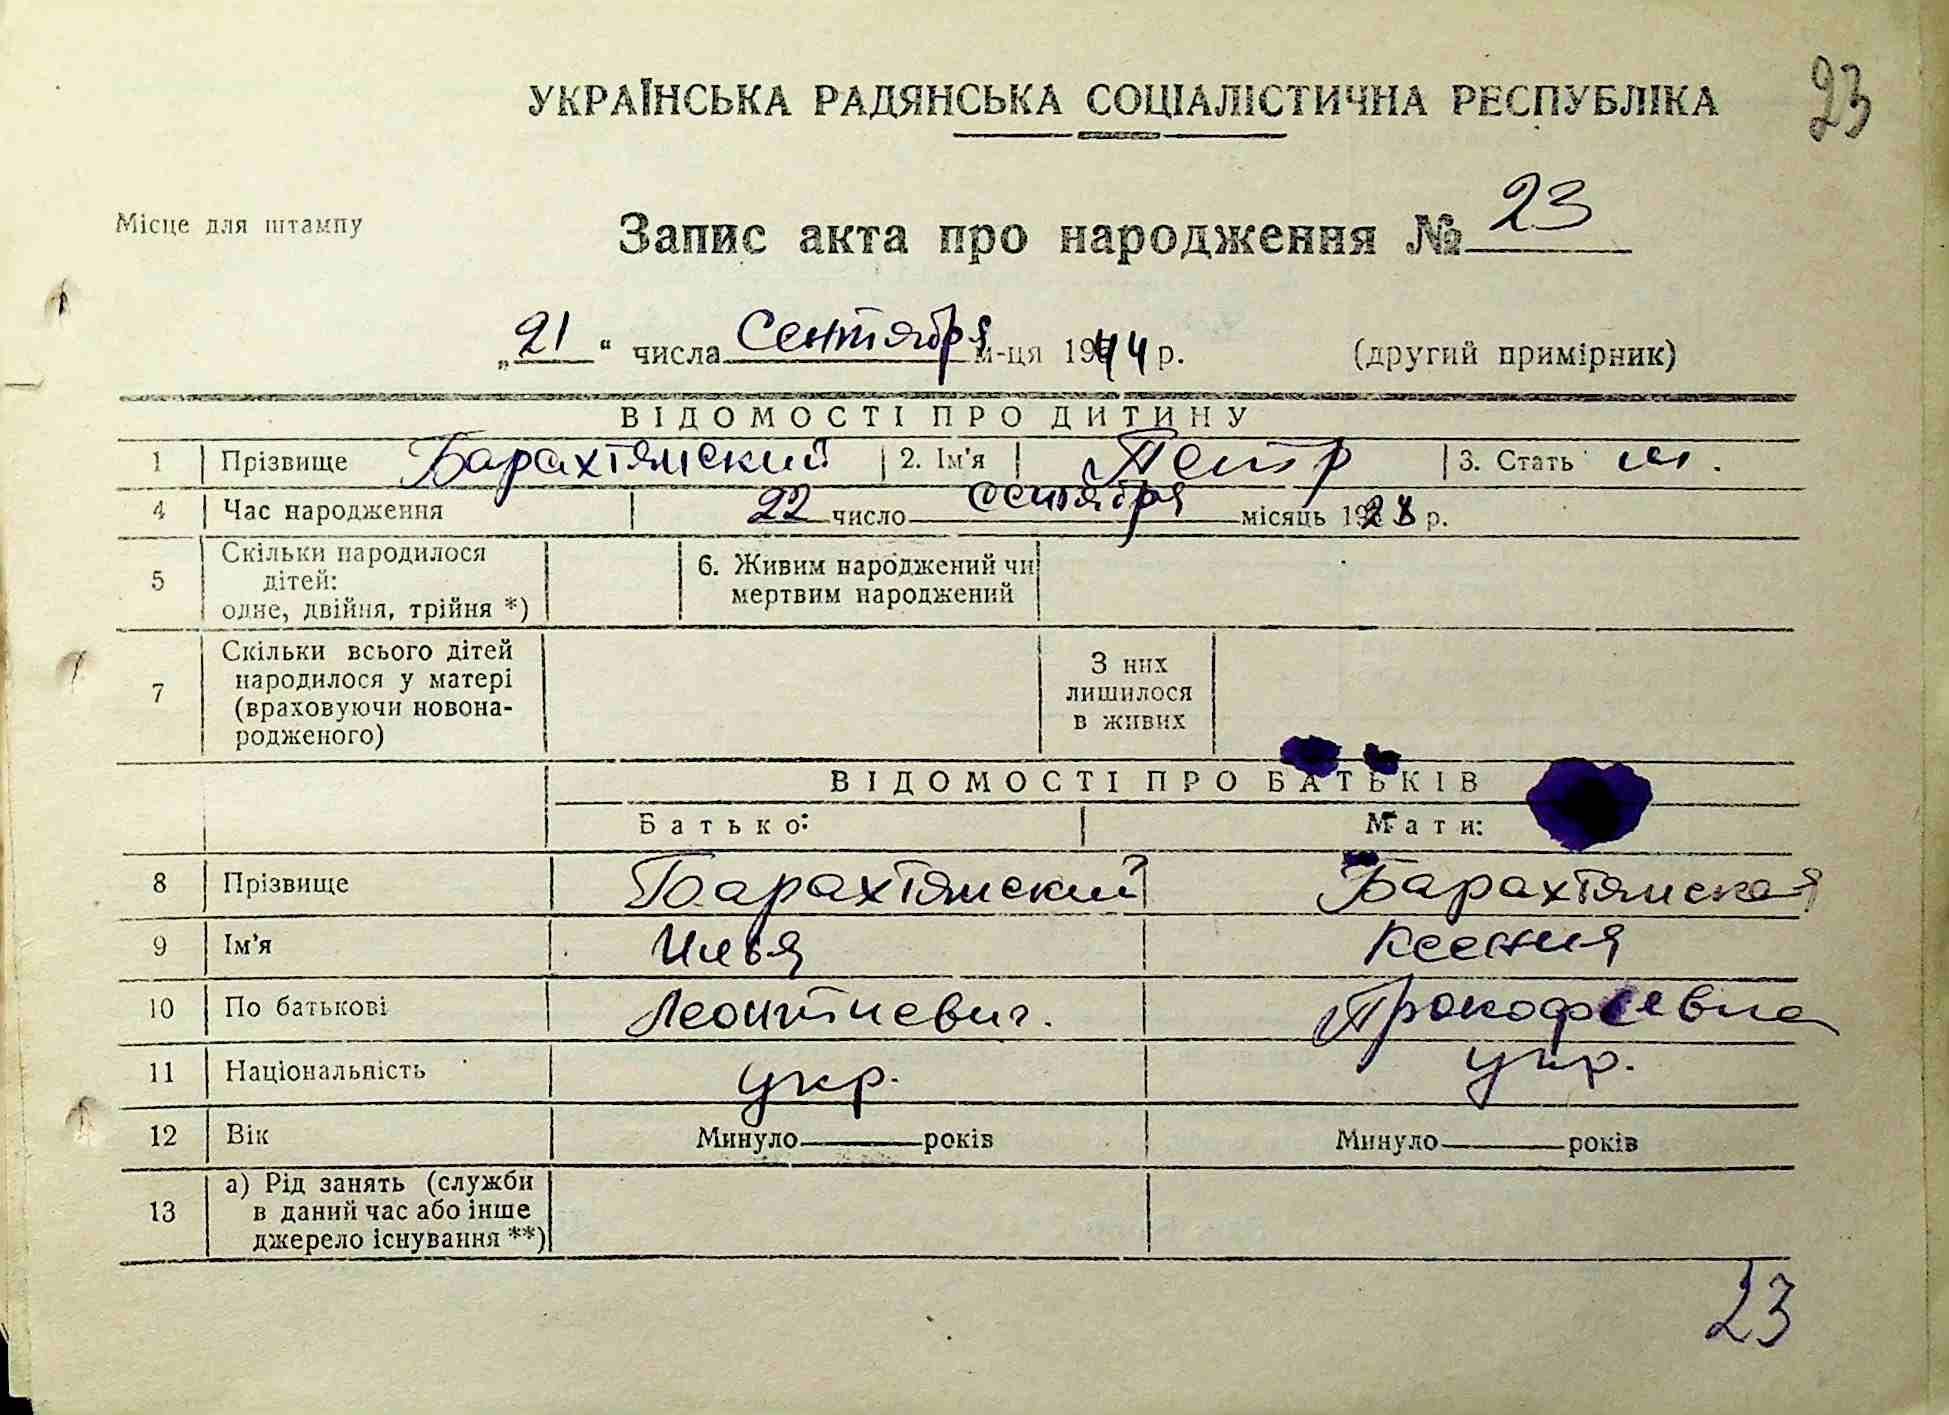 УКРАЇНСЬКА РАДЯНСЬКА СОЦІАЛІСТИЧНА РЕСПУБЛІКА 23
Місце для штампу
Запис акта про народження № 23
„21“ числа Сентября м-ця 1944 р. (другий примірник)
ВІДОМОСТІ ПРО ДИТИНУ
1 Прізвище Барахтянский 2. Ім'я Петр 3. Стать м.
4 Час народження 22 число сентября місяць р.
5 Скільки народилося дітей: одне, двійня, трійня *) 6. Живим народжений чи мертвим народжений
7 Скільки всього дітей народилося у матері (враховуючи новонародженого) З них лишилося в живих
ВІДОМОСТІ ПРО БАТЬКІВ
Батько: Мати:
8 Прізвище Барахтянский Барахтянская
9 Ім'я Илья Ксения
10 По батькові Леонтиевич. Прокофиевна
11 Національність укр. укр.
12 Вік Минуло років Минуло років
13 а) Рід занять (служби в даний час або інше джерело існування **)
23